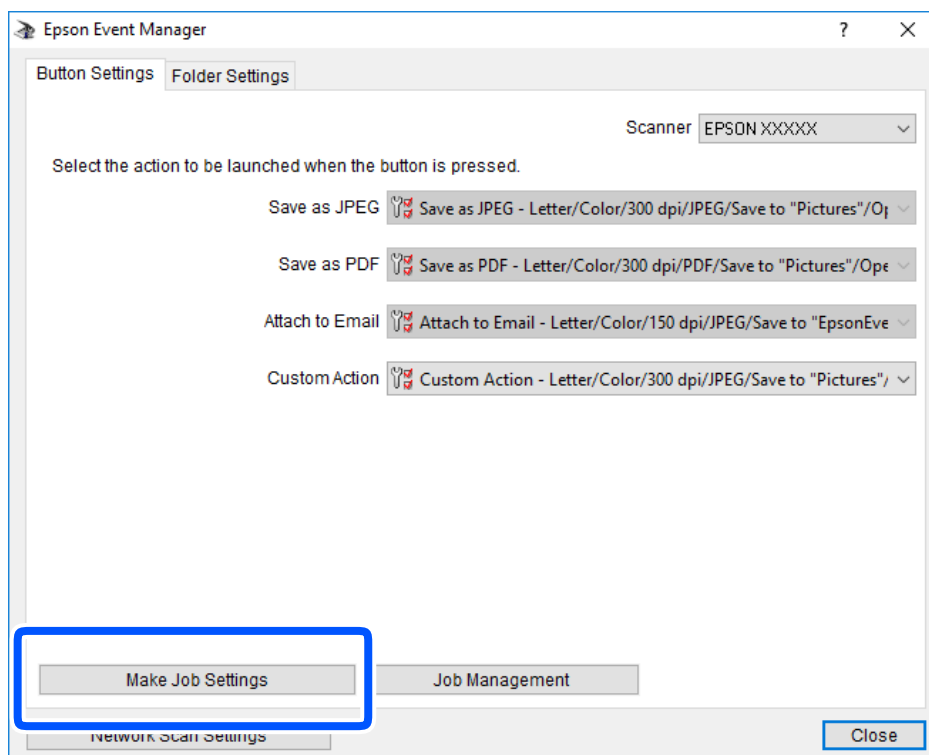 Epson Event Manager
Button Settings Folder Settings
Scanner EPSON XXXXX
Select the action to be launched when the button is pressed.
Save as JPEG Save as JPEG - Letter/Color/300 dpi/JPEG/Save to "Pictures"/Op
Save as PDF Save as PDF - Letter/Color/300 dpi/PDF/Save to "Pictures"/Ope
Attach to Email Attach to Email - Letter/Color/150 dpi/JPEG/Save to "EpsonEve
Custom Action Custom Action - Letter/Color/300 dpi/JPEG/Save to "Pictures"/
Make Job Settings Job Management
Network Scan Settings Close